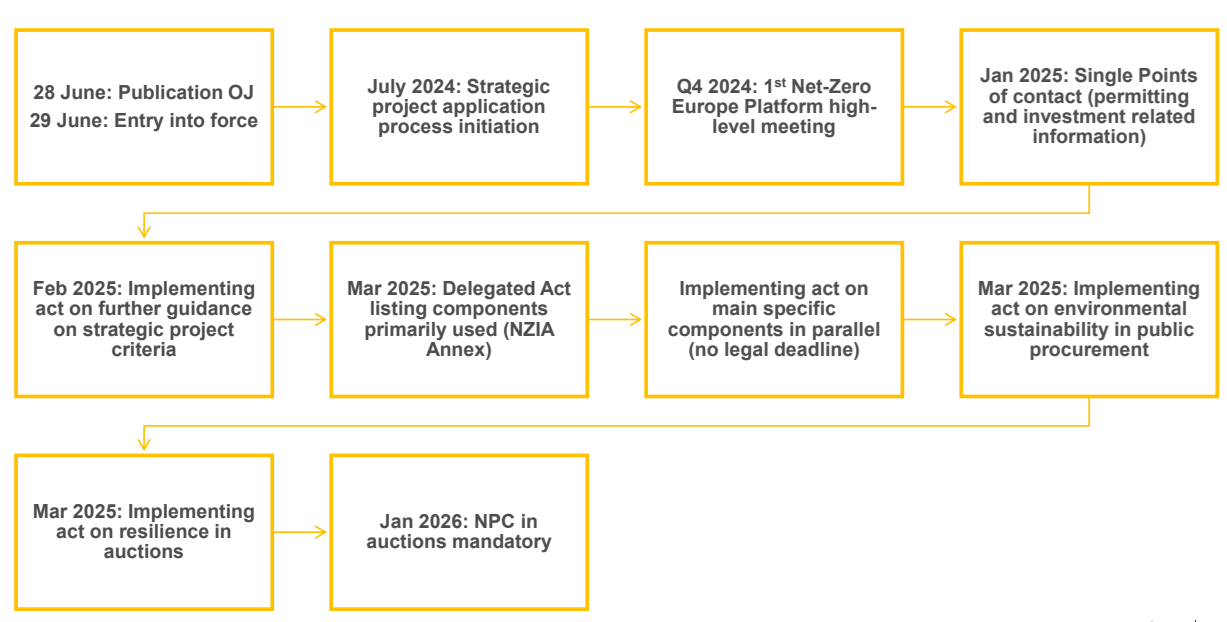 28 June: Publication OJ
29 June: Entry into force
July 2024: Strategic
project application
process initiation
Q4 2024: 1st Net-Zero
Europe Platform high-
level meeting
Jan 2025: Single Points
of contact (permitting
and investment related
information)
Feb 2025: Implementing
act on further guidance
on strategic project
criteria
Mar 2025: Delegated Act
listing components
primarily used (NZIA
Annex)
Implementing act on
main specific
components in parallel
(no legal deadline)
Mar 2025: Implementing
act on environmental
sustainability in public
procurement
Mar 2025: Implementing
act on resilience in
auctions
Jan 2026: NPC in
auctions mandatory